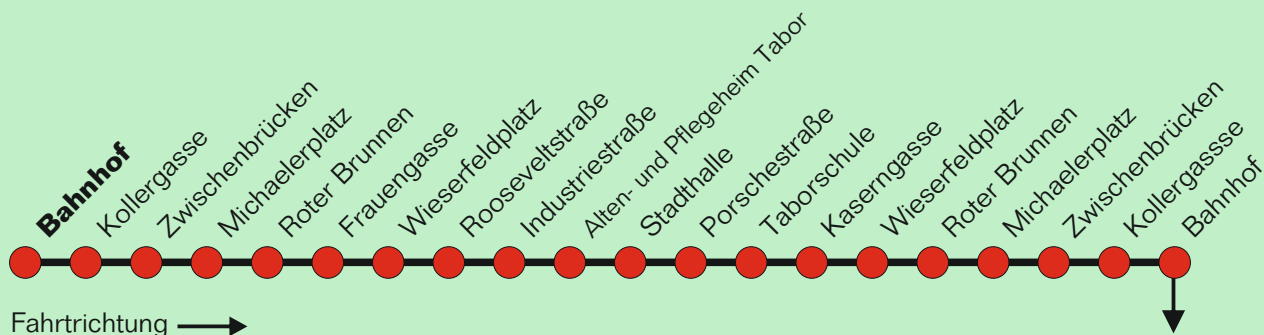 Bahnhof
Kollergasse
Zwischenbrücken
Michaelerplatz
Roter Brunnen
Frauengasse
Wieserfeldplatz
Rooseveltstraße
Industriestraße
Alten- und Pflegeheim Tabor
Stadthalle
Porschestraße
Taborschule
Kaserngasse
Wieserfeldplatz
Roter Brunnen
Michaelerplatz
Zwischenbrücken
Kollergassse
Bahnhof
Fahrtrichtung